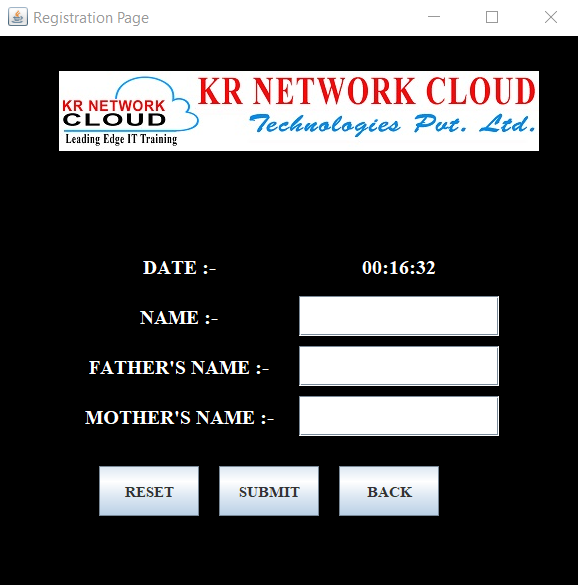 Registration Page
KR NETWORK CLOUD
Technologies Pvt. Ltd.
KR NETWORK
CLOUD
Leading Edge IT Training
DATE :- 00:16:32
NAME :-
FATHER'S NAME :-
MOTHER'S NAME :-
RESET SUBMIT BACK